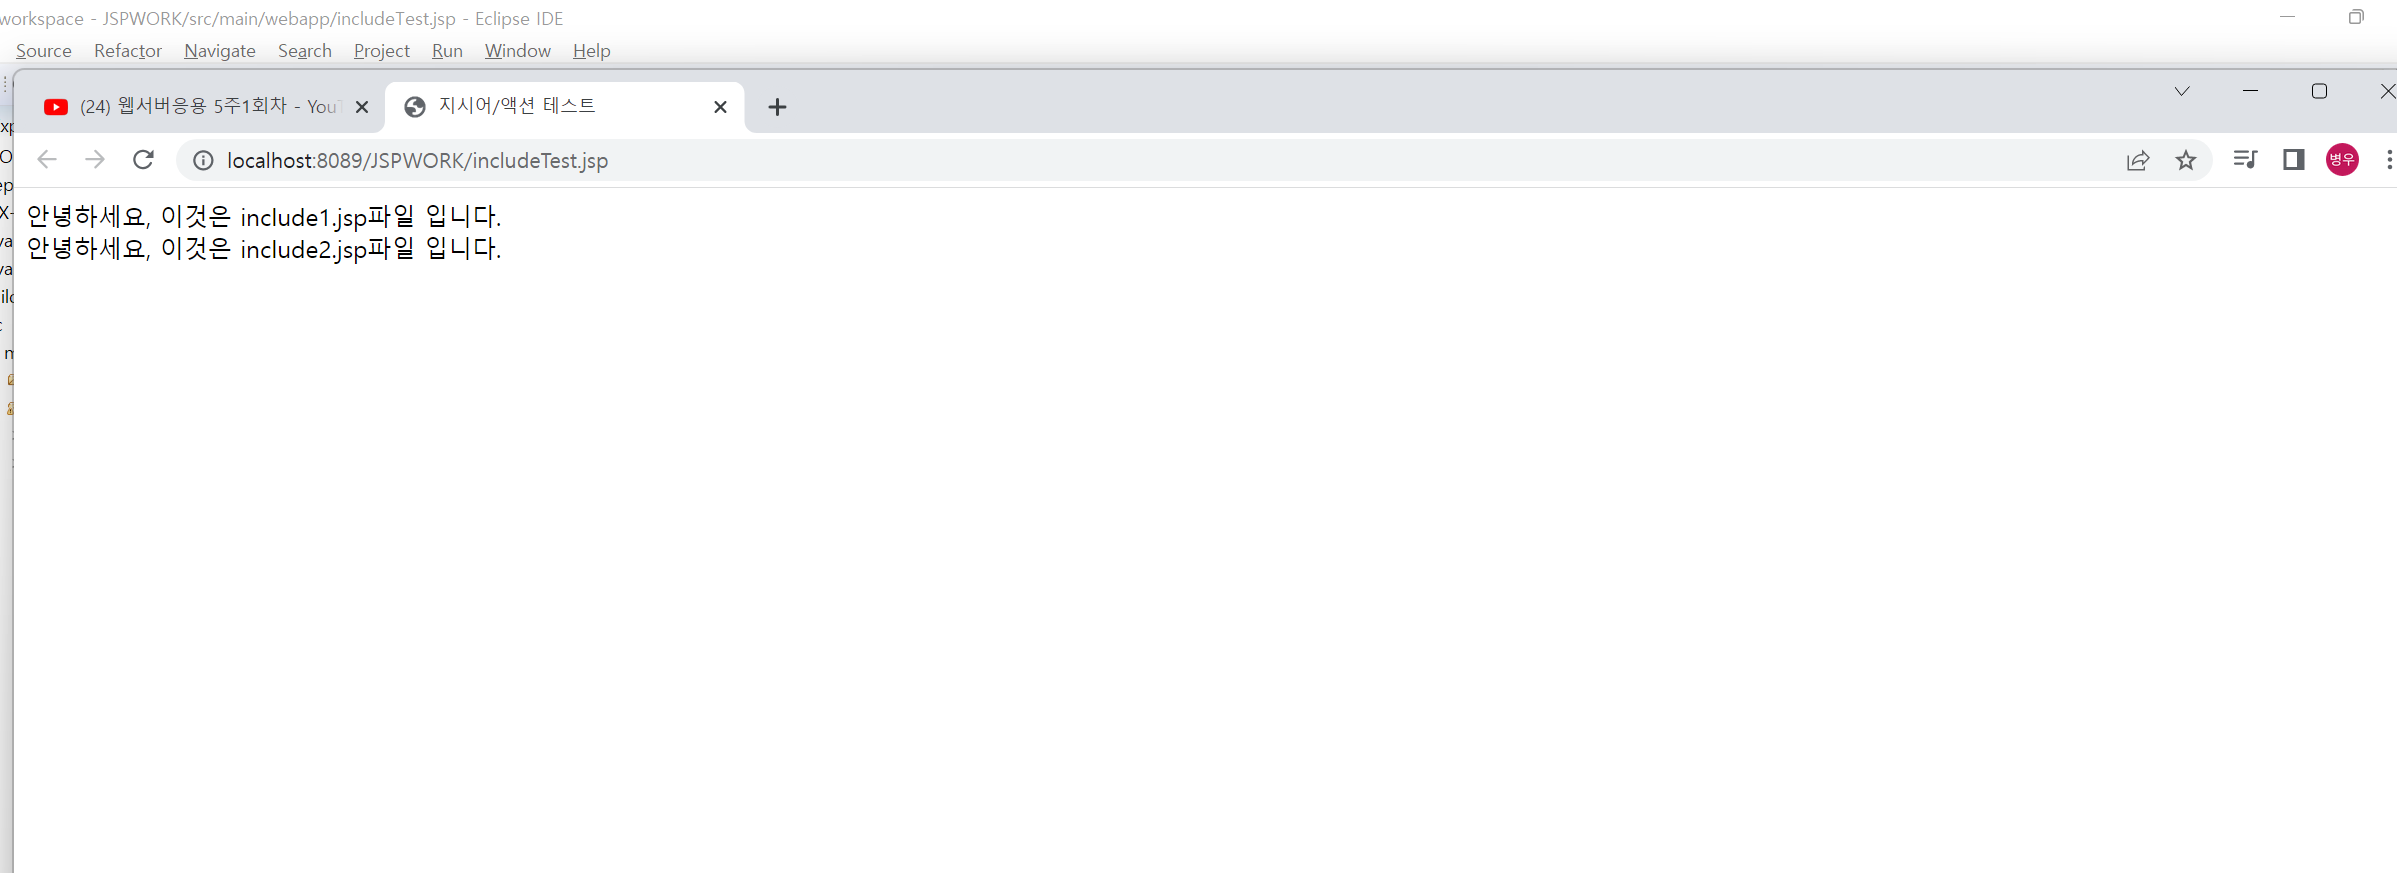 workspace - JSPWORK/src/main/webapp/includeTest.jsp - Eclipse IDE
Source Refactor Navigate Search Project Run Window Help
(24) 웹서버응용 5주1회차 - You
지시어/액션 테스트
localhost:8089/JSPWORK/includeTest.jsp
병우
안녕하세요, 이것은 include1.jsp파일 입니다.
안녕하세요, 이것은 include2.jsp파일 입니다.